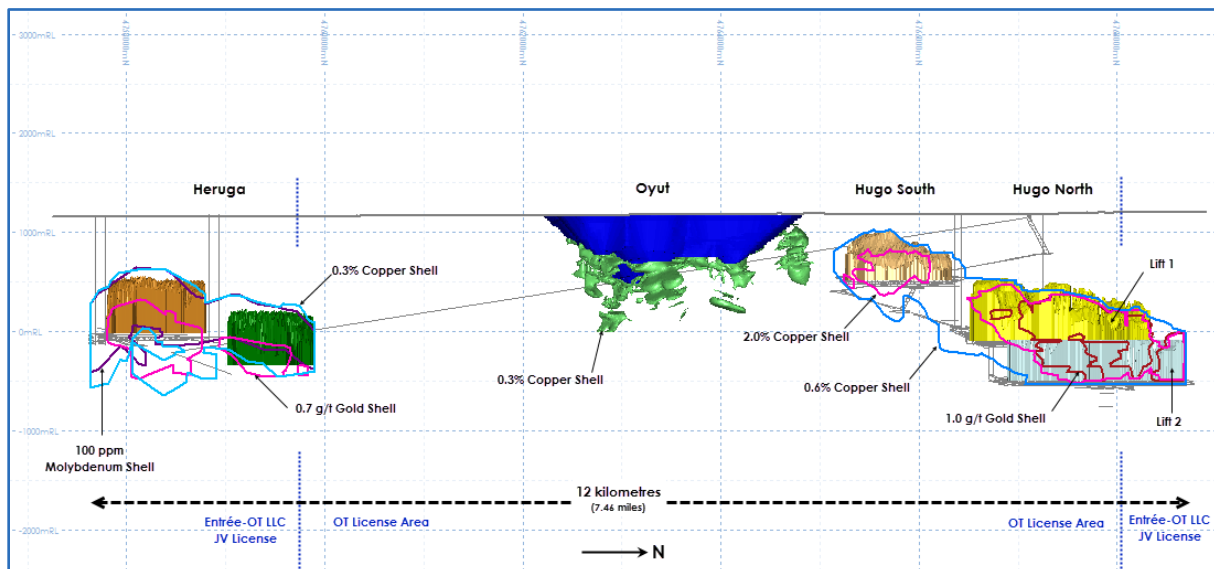 3000mRL
2000mRL
Heruga
Oyut
Hugo South
Hugo North
1000mRL
0.3% Copper Shell
Lift 1
0mRL
2.0% Copper Shell
0.3% Copper Shell
0.6% Copper Shell
0.7 g/t Gold Shell
1.0 g/t Gold Shell
Lift 2
-1000mRL
100 ppm
Molybdenum Shell
12 kilometres
(7.46 miles)
Entrée-OT LLC
JV License
OT License Area
OT License Area
Entrée-OT LLC
JV License
-2000mRL
N